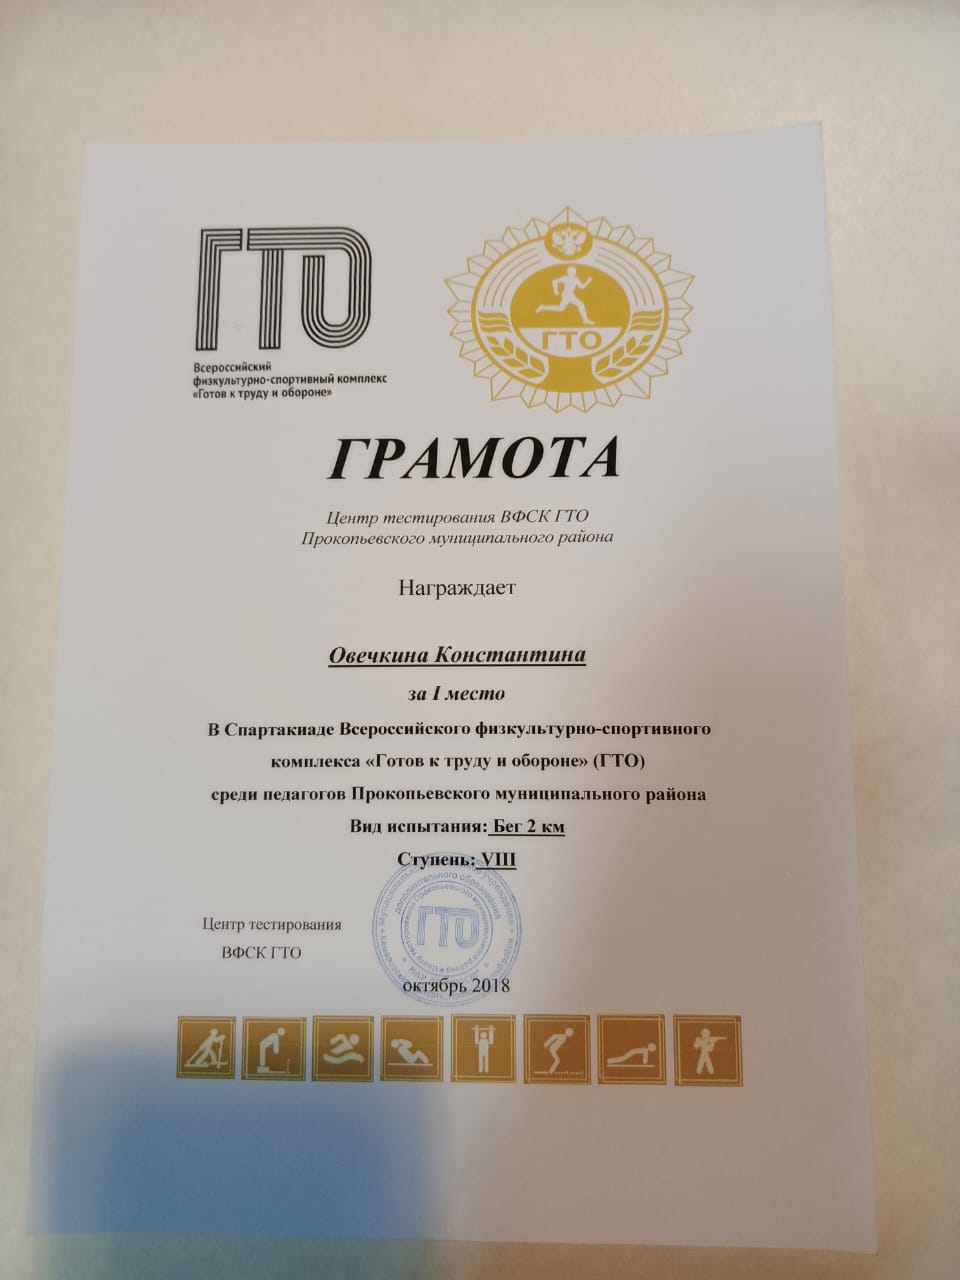 ГТО
Всероссийский
физкультурно-спортивный комплекс
«Готов к труду и обороне»
ГТО
ГРАМОТА
Центр тестирования ВФСК ГТО
Прокопьевского муниципального района
Награждает
Овечкина Константина
за I место
В Спартакиаде Всероссийского физкультурно-спортивного
комплекса «Готов к труду и обороне» (ГТО)
среди педагогов Прокопьевского муниципального района
Вид испытания: Бег 2 км
Ступень: VIII
дополнительного образования
ГТО
Центр тестирования
ВФСК ГТО
октябрь 2018